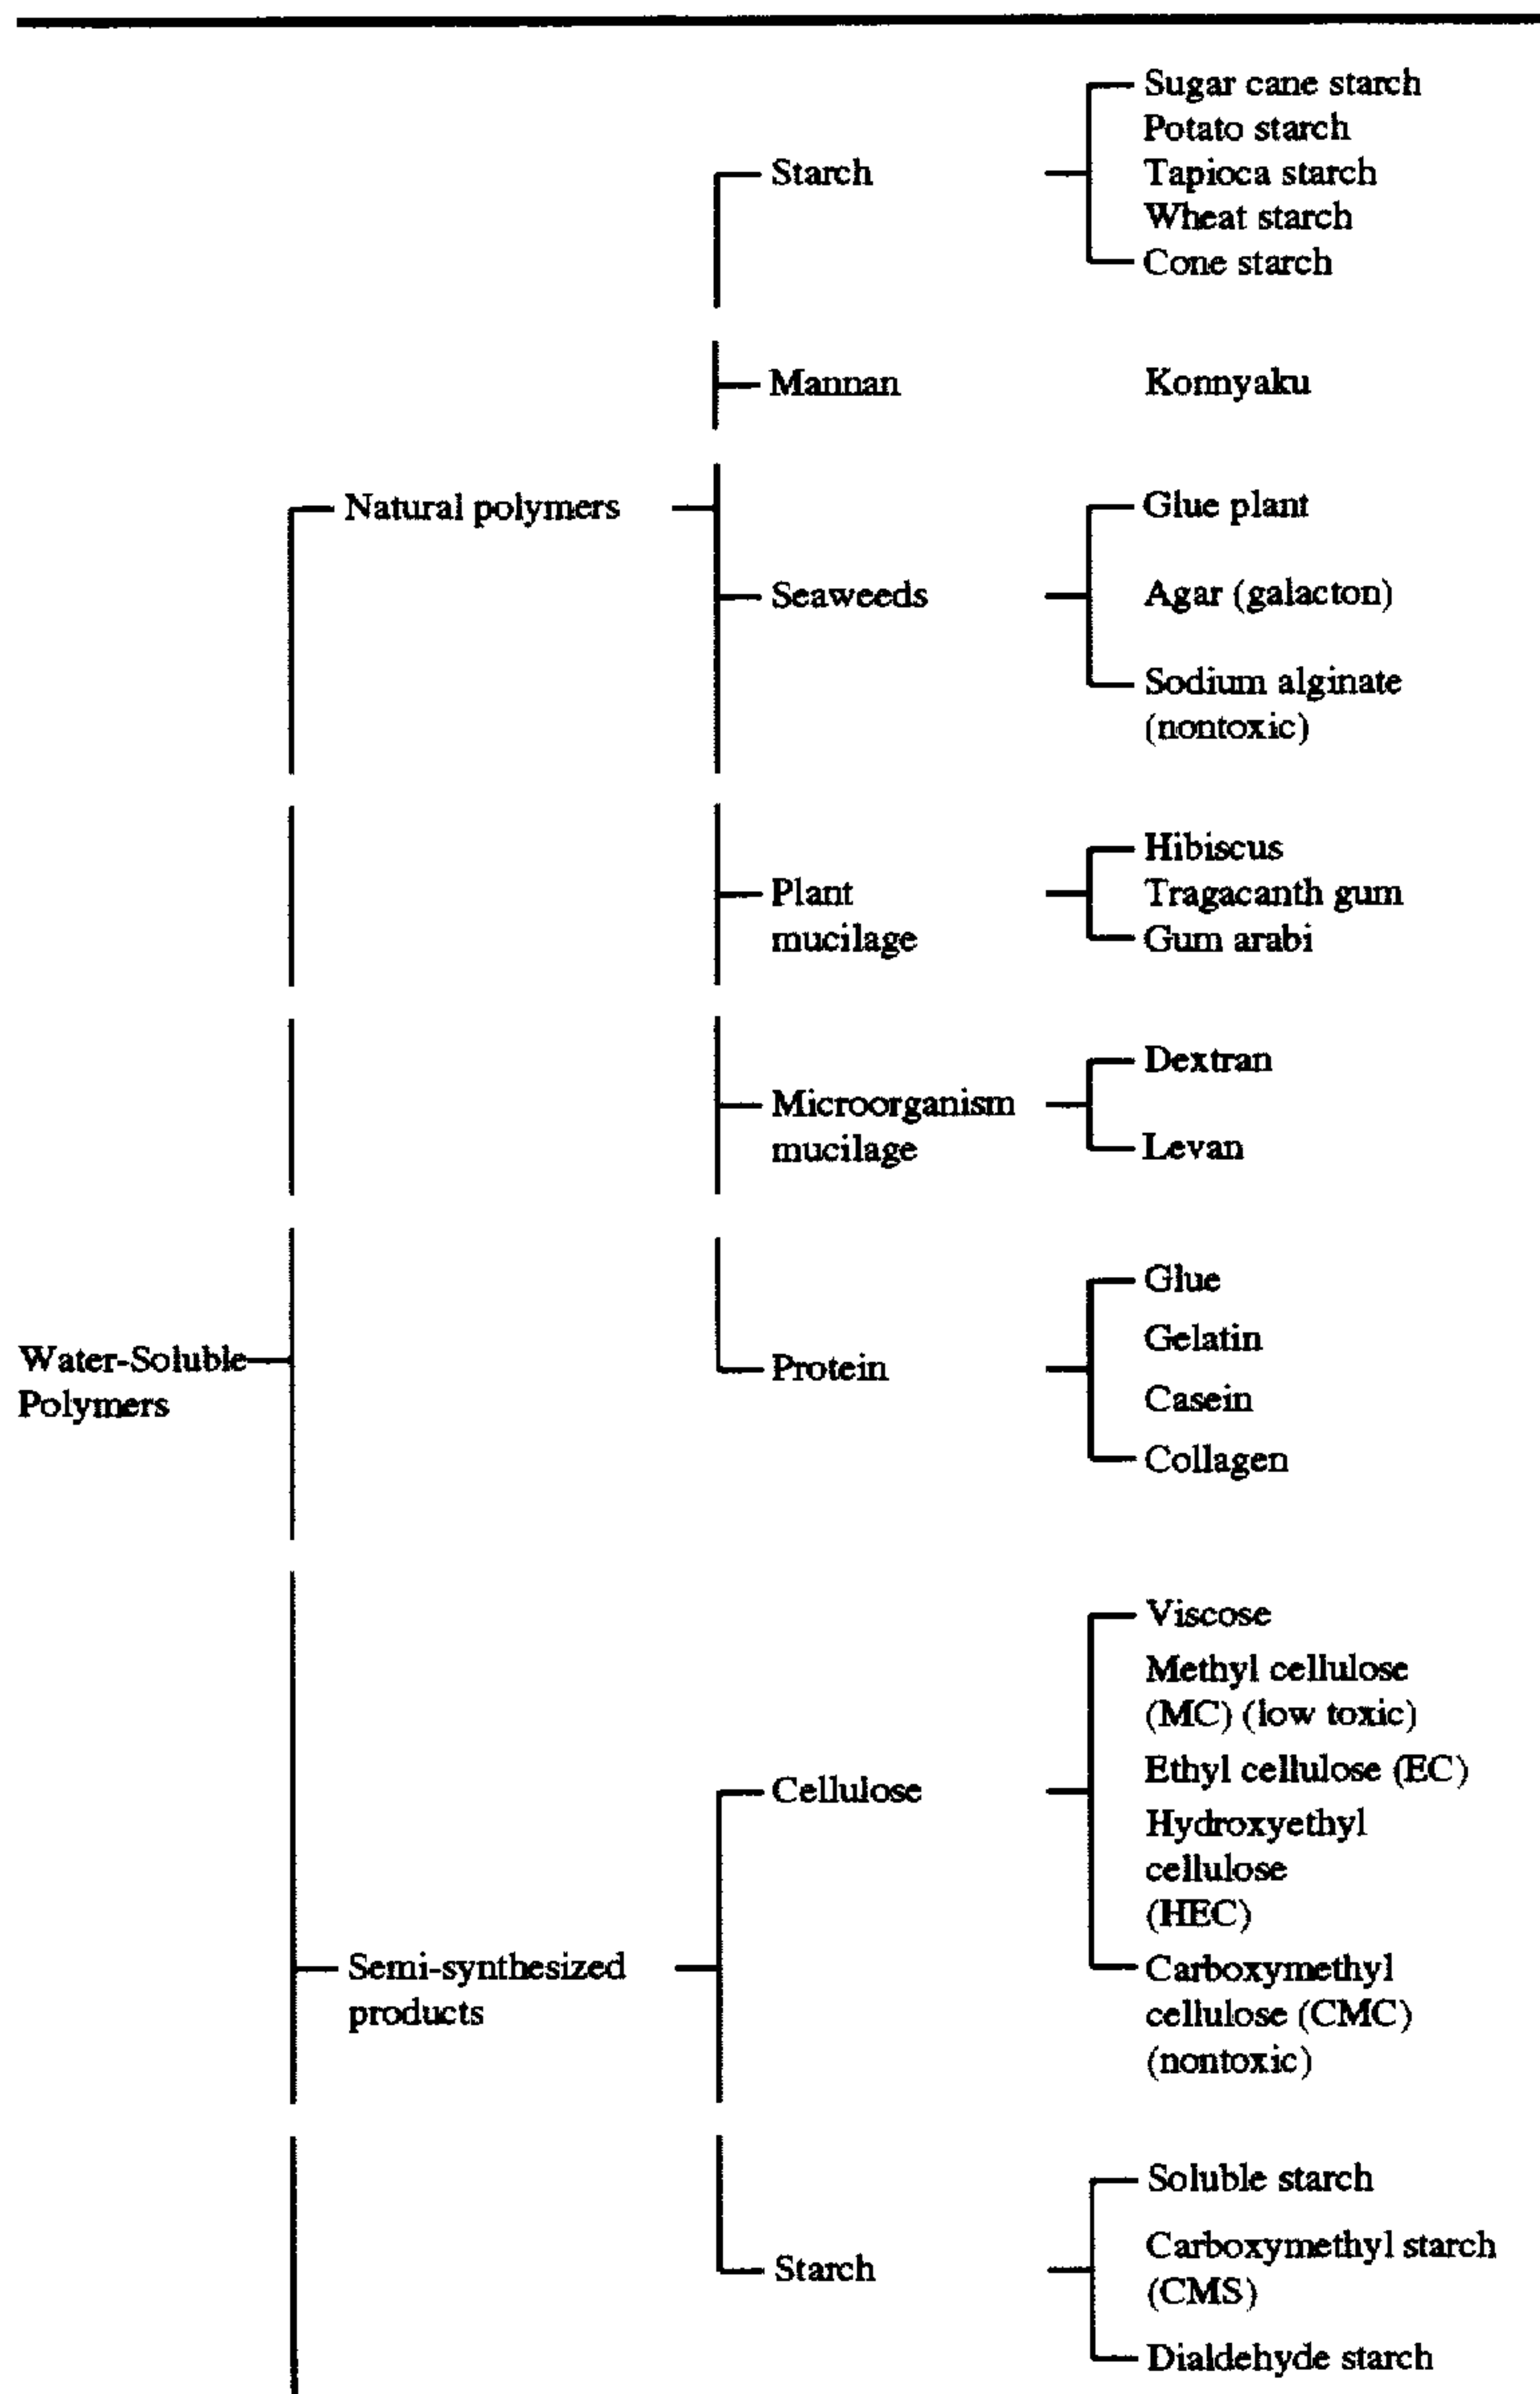 Sugar cane starch
Potato starch
Starch
Tapioca starch
Wheat starch
Cone starch
Mannan
Konnyaku
Natural polymers
Glue plant
Seaweeds
Agar (galacton)
Sodium alginate
(nontoxic)
Hibiscus
Plant
Tragacanth gum
mucilage
Gum arabi
Dextran
Microorganism
mucilage
Levan
Glue
Gelatin
Water-Soluble
Polymers
Protein
Casein
Collagen
Viscose
Methyl cellulose
(MC) (low toxic)
Ethyl cellulose (EC)
Cellulose
Hydroxyethyl
cellulose
(HEC)
Semi-synthesized
products
Carboxymethyl
cellulose (CMC)
(nontoxic)
Soluble starch
Starch
Carboxymethyl starch
(CMS)
Dialdehyde starch